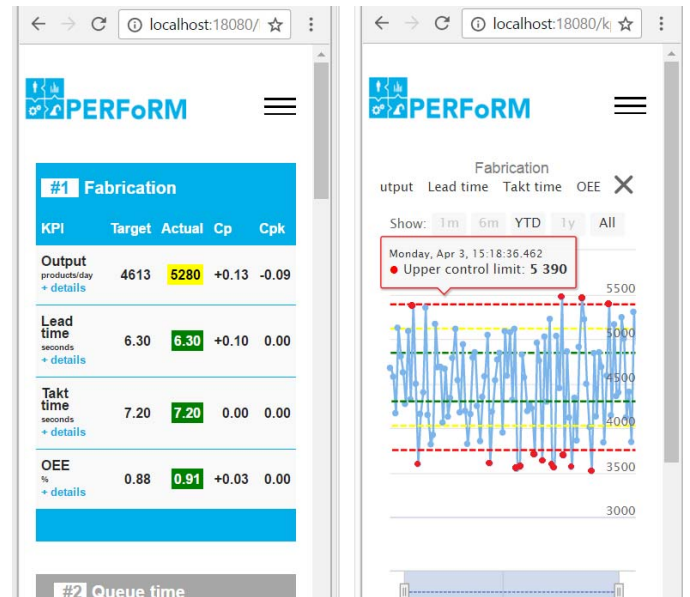 localhost:18080/
PERFoRM
#1 Fabrication
KPI Target Actual Cp Cpk
Output
products/day
+ details
4613 5280 +0.13 -0.09
Lead
time
seconds
+ details
6.30 6.30 +0.10 0.00
Takt
time
seconds
+ details
7.20 7.20 0.00 0.00
OEE
%
+ details
0.88 0.91 +0.03 0.00
#2 Queue time
localhost:18080/k
PERFoRM
Fabrication
utput Lead time Takt time OEE
Show: 1m 6m YTD 1y All
Monday, Apr 3, 15:18:36.462
Upper control limit: 5 390
5500
5000
4500
4000
3500
3000